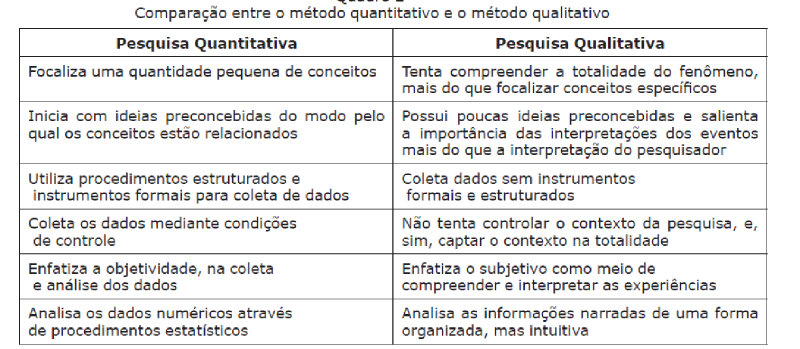 Comparação entre o método quantitativo e o método qualitativo
Pesquisa Quantitativa
Pesquisa Qualitativa
Focaliza uma quantidade pequena de conceitos
Tenta compreender a totalidade do fenômeno,
mais do que focalizar conceitos específicos
Inicia com ideias preconcebidas do modo pelo
qual os conceitos estão relacionados
Possui poucas ideias preconcebidas e salienta
a importância das interpretações dos eventos
mais do que a interpretação do pesquisador
Utiliza procedimentos estruturados e
instrumentos formais para coleta de dados
Coleta dados sem instrumentos
formais e estruturados
Coleta os dados mediante condições
de controle
Não tenta controlar o contexto da pesquisa, e,
sim, captar o contexto na totalidade
Enfatiza a objetividade, na coleta
e análise dos dados
Enfatiza o subjetivo como meio de
compreender e interpretar as experiências
Analisa os dados numéricos através
de procedimentos estatísticos
Analisa as informações narradas de uma forma
organizada, mas intuitiva